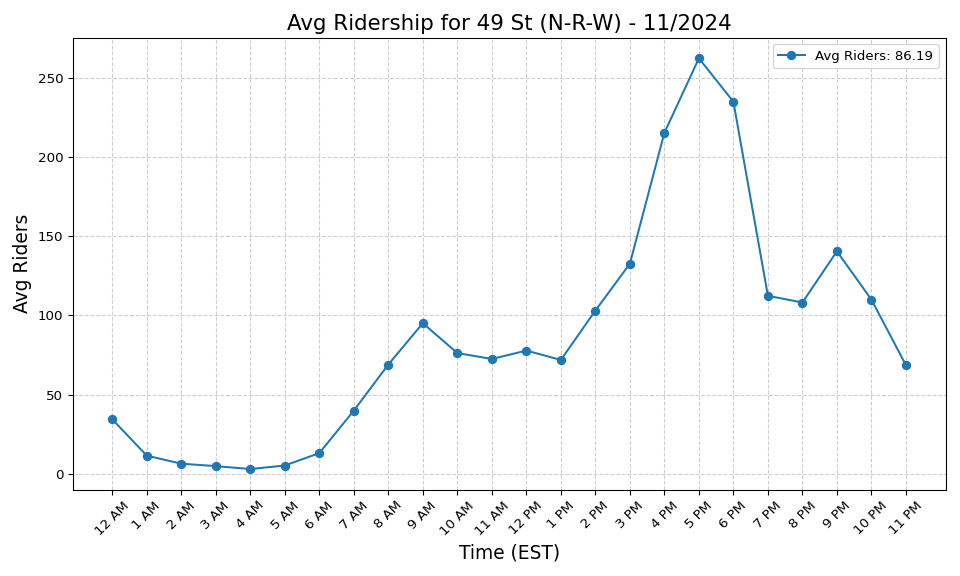 Avg Ridership for 49 St (N-R-W) - 11/2024
Avg Riders: 86.19
Avg Riders
250
200
150
100
50
0
12 AM
1 AM
2 AM
3 AM
4 AM
5 AM
6 AM
7 AM
8 AM
9 AM
10 AM
11 AM
12 PM
1 PM
2 PM
3 PM
4 PM
5 PM
6 PM
7 PM
8 PM
9 PM
10 PM
11 PM
Time (EST)